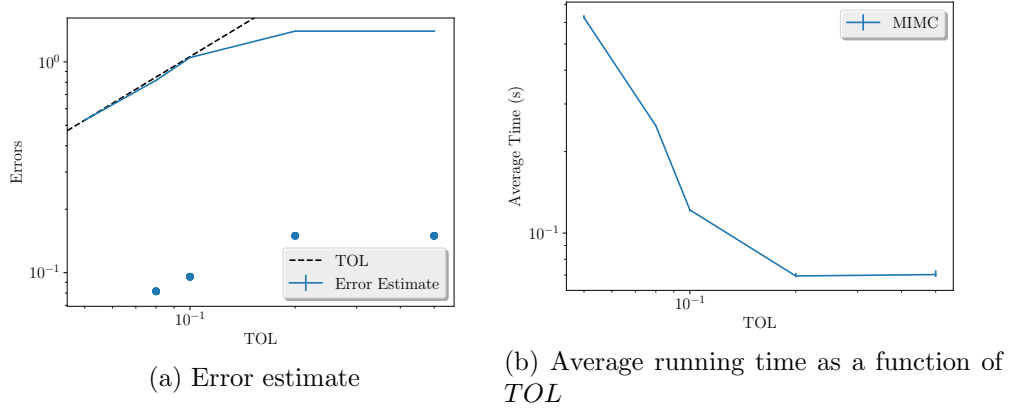 10⁰
10⁻¹
Errors
10⁻¹
TOL
TOL
Error Estimate
(a) Error estimate
MIMC
Average Time (s)
10⁻¹
10⁻¹
TOL
(b) Average running time as a function of
TOL